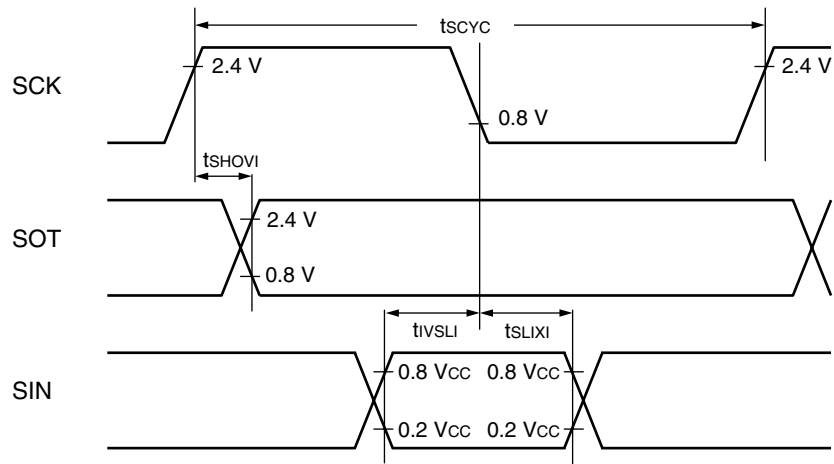 tSCYC
2.4 V
2.4 V
SCK
0.8 V
tSHOVI
2.4 V
SOT
0.8 V
tIVSLI
tSLIXI
0.8 VCC
0.8 VCC
SIN
0.2 VCC
0.2 VCC